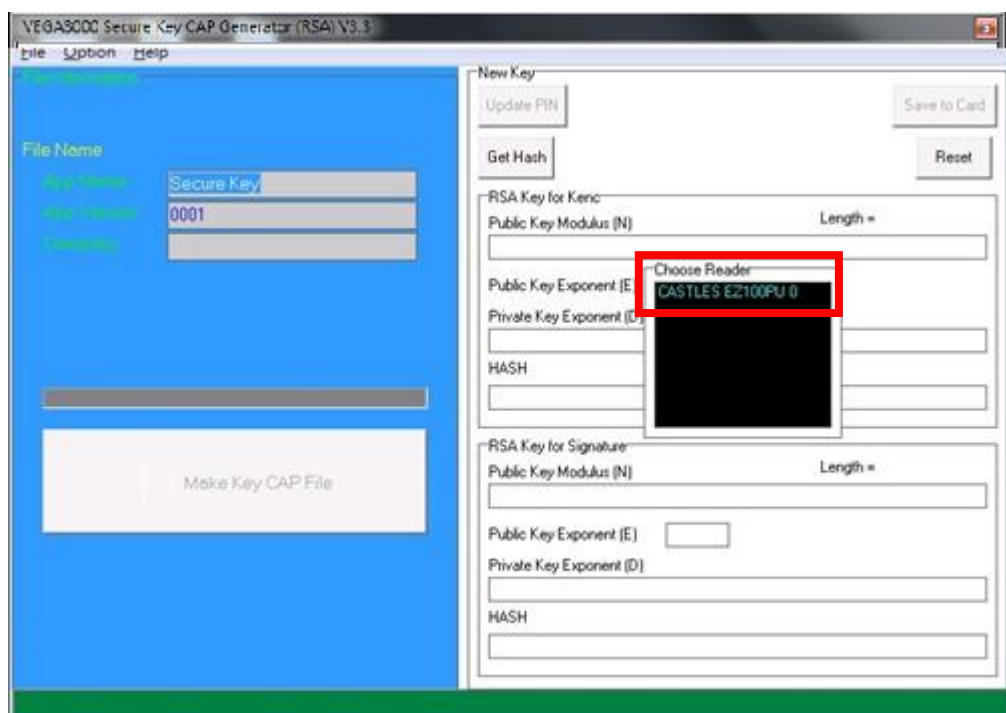 VEGA3000 Secure Key CAP Generator (RSA) V3.3
File Option Help
File Information
File Name
App Name
Secure Key
App Version
0001
Company
Make Key CAP File
New Key
Update PIN
Save to Card
Get Hash
Reset
RSA Key for Kenc
Public Key Modulus (N)
Length =
Public Key Exponent (E)
Private Key Exponent (D)
HASH
Choose Reader
CASTLES EZ100PU 0
RSA Key for Signature
Public Key Modulus (N)
Length =
Public Key Exponent (E)
Private Key Exponent (D)
HASH